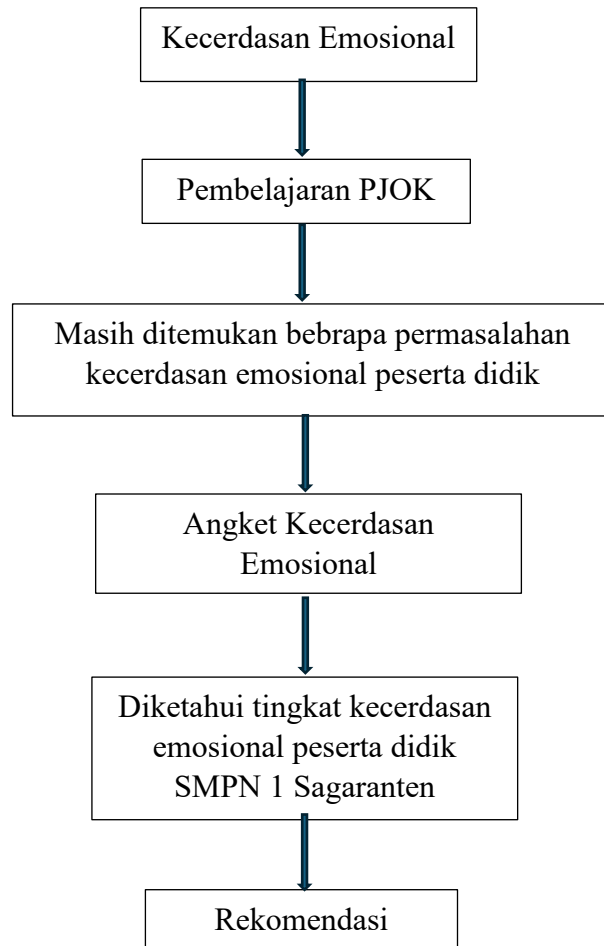 Kecerdasan Emosional
Pembelajaran PJOK
Masih ditemukan bebrapa permasalahan
kecerdasan emosional peserta didik
Angket Kecerdasan
Emosional
Diketahui tingkat kecerdasan
emosional peserta didik
SMPN 1 Sagaranten
Rekomendasi